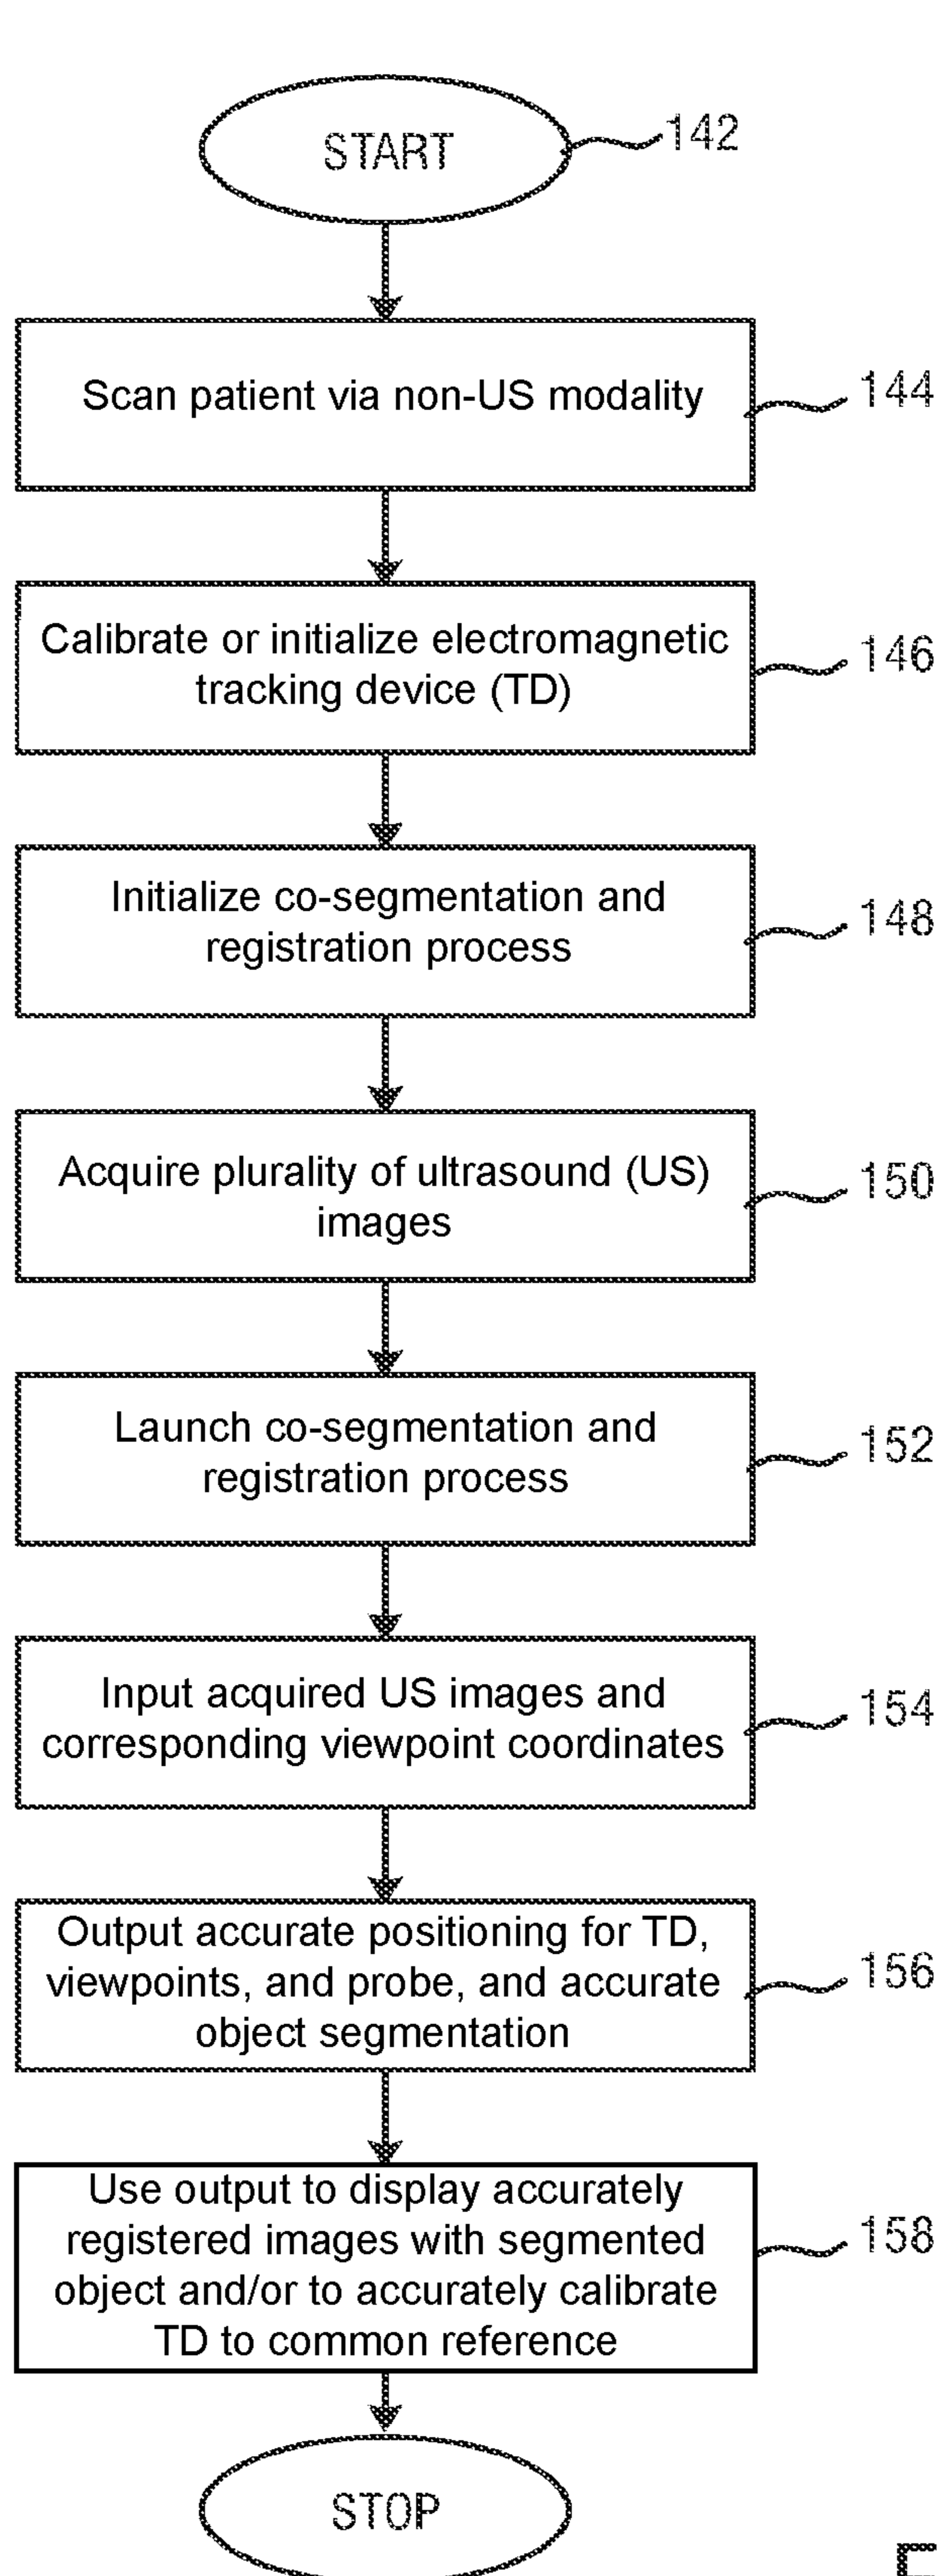 START
142
Scan patient via non-US modality
144
Calibrate or initialize electromagnetic
tracking device (TD)
146
Initialize co-segmentation and
registration process
148
Acquire plurality of ultrasound (US)
images
150
Launch co-segmentation and
registration process
152
Input acquired US images and
corresponding viewpoint coordinates
154
Output accurate positioning for TD,
viewpoints, and probe, and accurate
object segmentation
156
Use output to display accurately
registered images with segmented
object and/or to accurately calibrate
TD to common reference
158
STOP